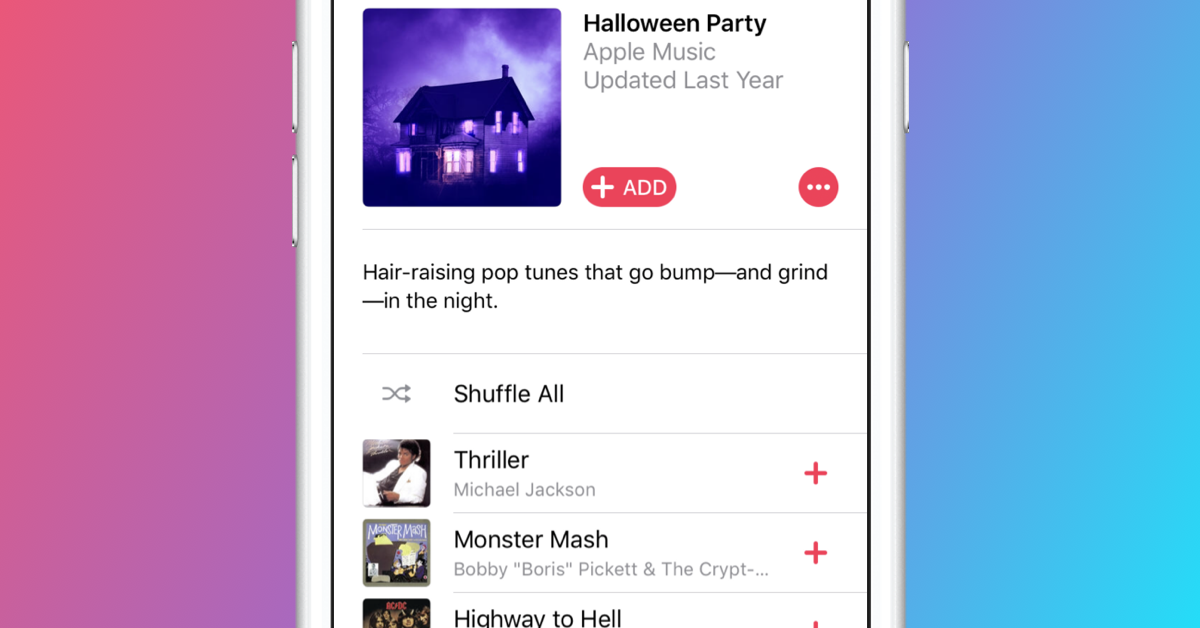 Halloween Party
Apple Music
Updated Last Year
+ ADD
Hair-raising pop tunes that go bump—and grind
—in the night.
Shuffle All
Thriller
Michael Jackson
MONSTER MASH
Monster Mash
Bobby "Boris" Pickett & The Crypt-...
AC/DC
Highway to Hell